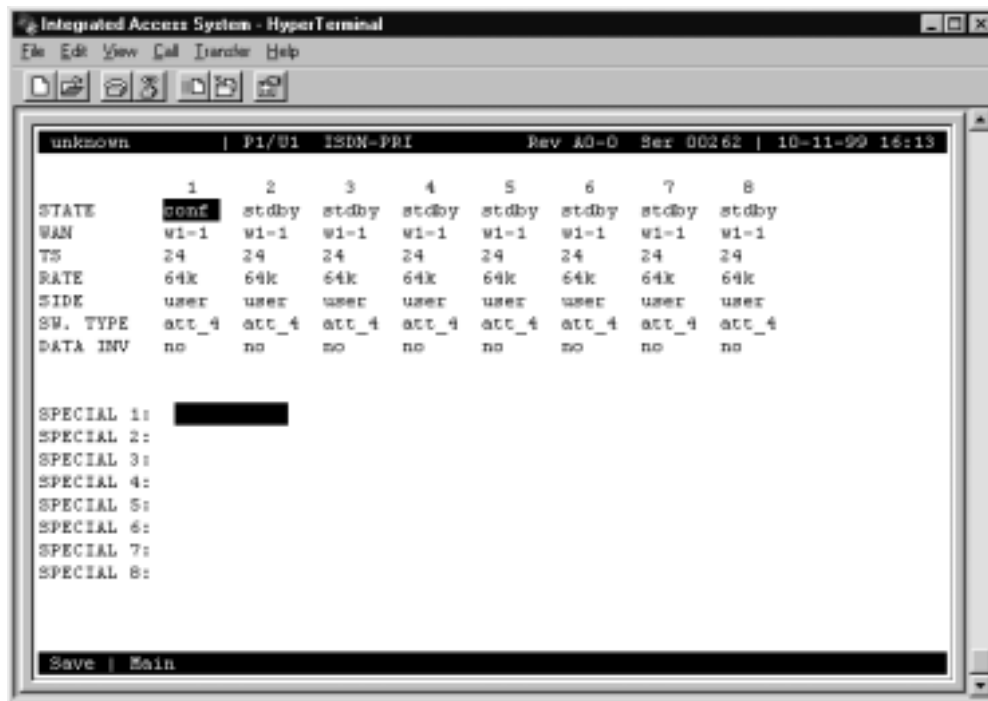 Integrated Access System - HyperTerminal
File Edit View Call Transfer Help
unknown | P1/U1 ISDN-PRI Rev A0-0 Ser 00262 | 10-11-99 16:13
1 2 3 4 5 6 7 8
STATE conf stdby stdby stdby stdby stdby stdby stdby
WAN w1-1 w1-1 w1-1 w1-1 w1-1 w1-1 w1-1 w1-1
TS 24 24 24 24 24 24 24 24
RATE 64k 64k 64k 64k 64k 64k 64k 64k
SIDE user user user user user user user user
SW. TYPE att_4 att_4 att_4 att_4 att_4 att_4 att_4 att_4
DATA INV no no no no no no no no
SPECIAL 1:
SPECIAL 2:
SPECIAL 3:
SPECIAL 4:
SPECIAL 5:
SPECIAL 6:
SPECIAL 7:
SPECIAL 8:
Save | Main